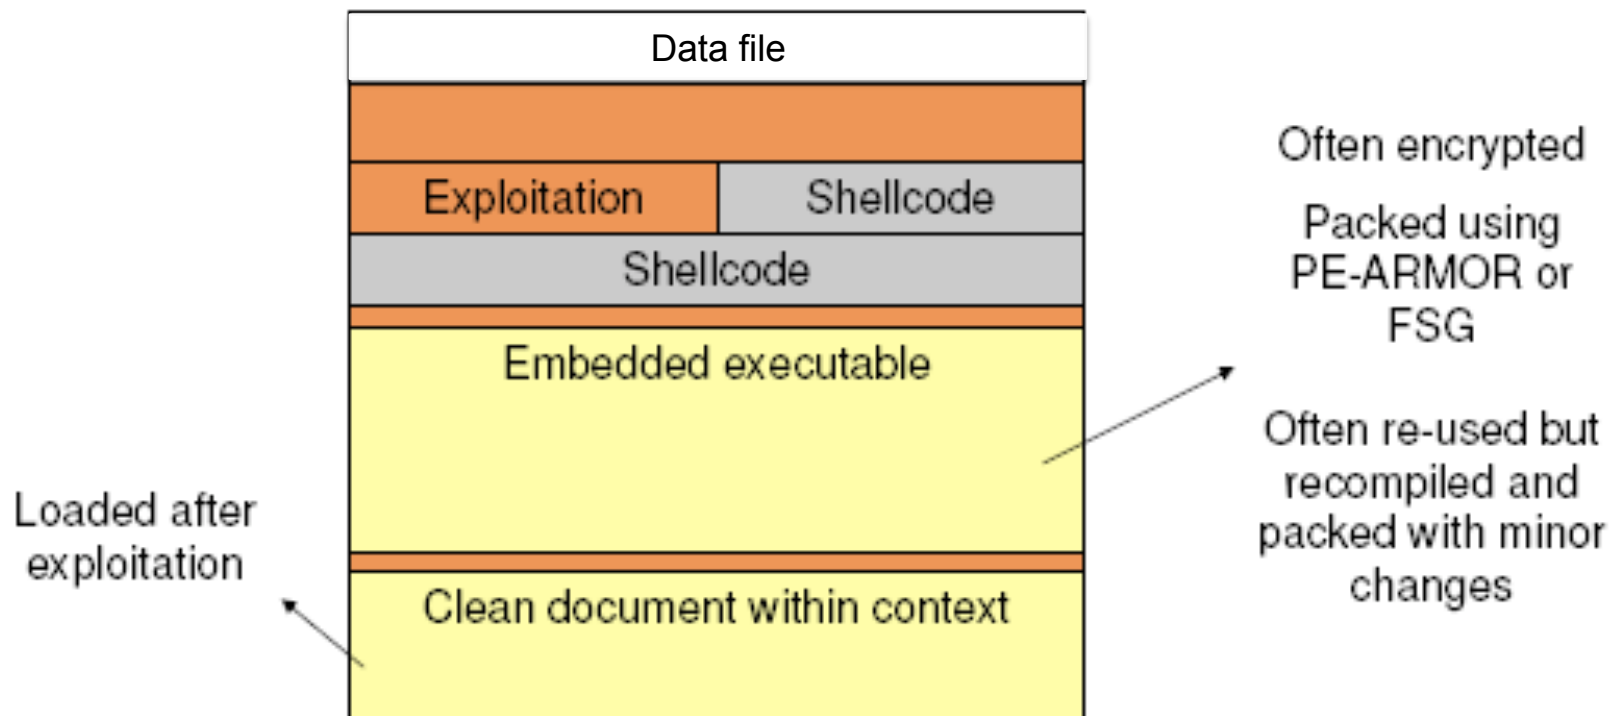 Data file
Exploitation
Shellcode
Shellcode
Embedded executable
Clean document within context
Loaded after
exploitation
Often encrypted
Packed using
PE-ARMOR or
FSG
Often re-used but
recompiled and
packed with minor
changes